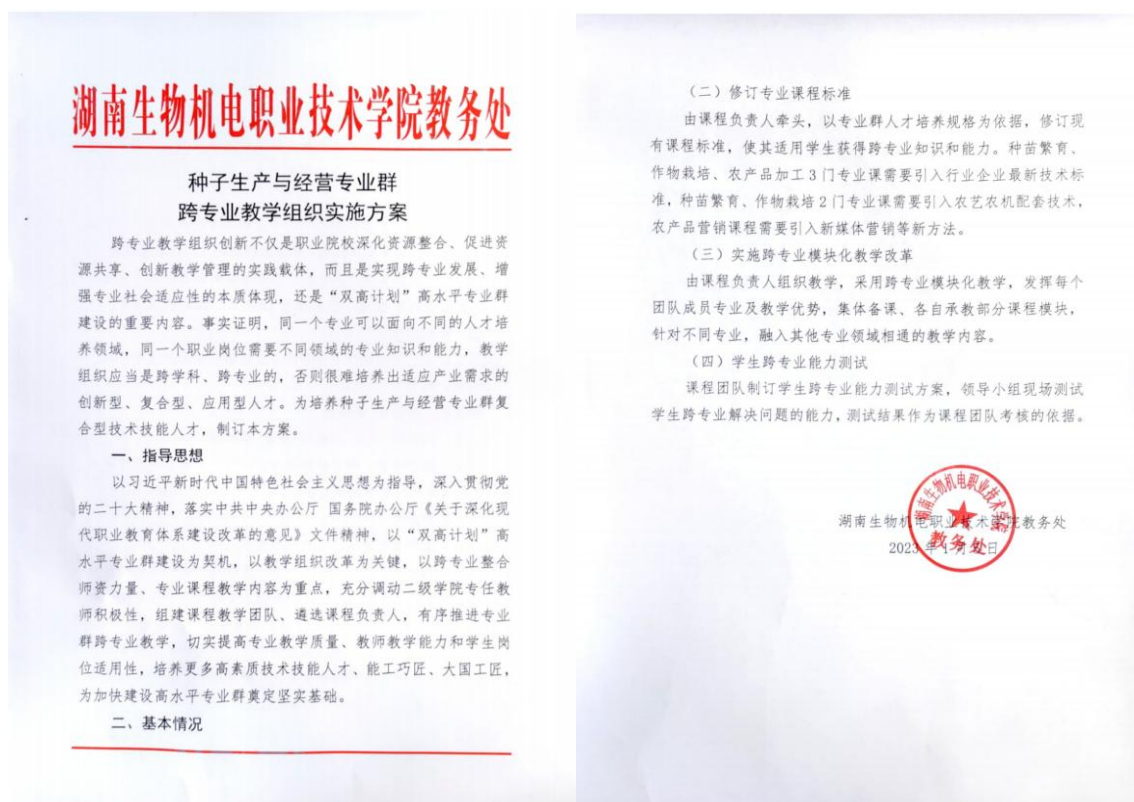 湖南生物机电职业技术学院教务处
种子生产与经营专业群
跨专业教学组织实施方案
跨专业教学组织创新不仅是职业院校深化资源整合、促进资
源共享、创新教学管理的实践载体，而且是实现跨专业发展、增
强专业社会适应性的本质体现，还是“双高计划”高水平专业群
建设的重要内容。事实证明，同一个专业可以面向不同的人才培
养领域，同一个职业岗位需要不同领域的专业知识和能力，教学
组织应当是跨学科、跨专业的，否则很难培养出适应产业需求的
创新型、复合型、应用型人才。为培养种子生产与经营专业群复
合型技术技能人才，制订本方案。
一、指导思想
以习近平新时代中国特色社会主义思想为指导，深入贯彻党
的二十大精神，落实中共中央办公厅 国务院办公厅《关于深化现
代职业教育体系建设改革的意见》文件精神，以“双高计划”高
水平专业群建设为契机，以教学组织改革为关键，以跨专业整合
师资力量、专业课程教学内容为重点，充分调动二级学院专任教
师积极性，组建课程教学团队、遴选课程负责人，有序推进专业
群跨专业教学，切实提高专业教学质量、教师教学能力和学生岗
位适用性，培养更多高素质技术技能人才、能工巧匠、大国工匠，
为加快建设高水平专业群奠定坚实基础。
二、基本情况
（二）修订专业课程标准
由课程负责人牵头，以专业群人才培养规格为依据，修订现
有课程标准，使其适用学生获得跨专业知识和能力。种苗繁育、
作物栽培、农产品加工3门专业课需要引入行业企业最新技术标
准，种苗繁育、作物栽培2门专业课需要引入农艺农机配套技术，
农产品营销课程需要引入新媒体营销等新方法。
（三）实施跨专业模块化教学改革
由课程负责人组织教学，采用跨专业模块化教学，发挥每个
团队成员专业及教学优势，集体备课、各自承教部分课程模块，
针对不同专业，融入其他专业领域相通的教学内容。
（四）学生跨专业能力测试
课程团队制订学生跨专业能力测试方案，领导小组现场测试
学生跨专业解决问题的能力，测试结果作为课程团队考核的依据。
湖南生物机电职业技术学院教务处
2023年1月 日
湖南生物机电职业技术学院
教务处